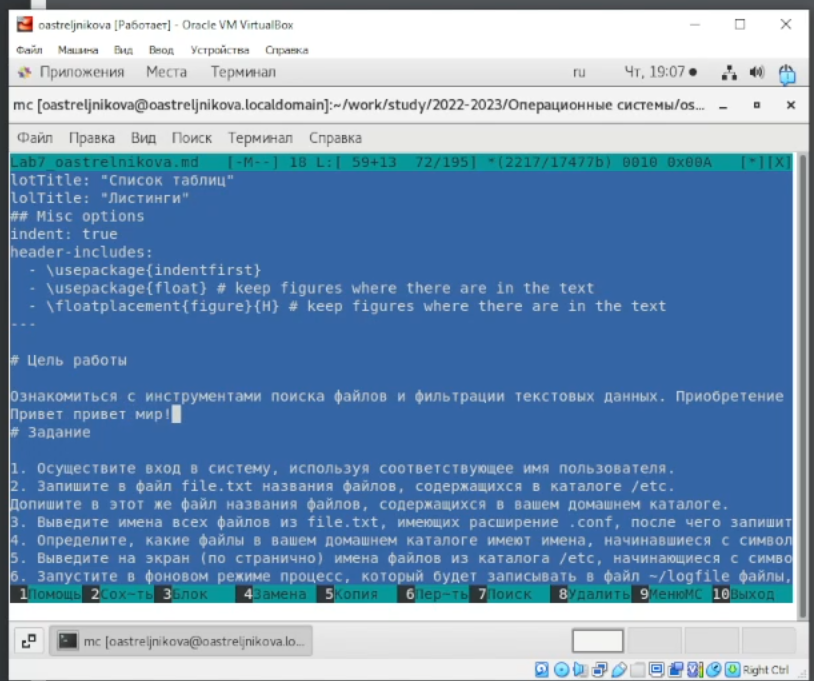 oastreljnikova [Работает] - Oracle VM VirtualBox
Файл Машина Вид Ввод Устройства Справка
Приложения Места Терминал ru Чт, 19:07
mc [oastreljnikova@oastreljnikova.localdomain]:~/work/study/2022-2023/Операционные системы/os...
Файл Правка Вид Поиск Терминал Справка
Lab7_oastrelnikova.md [-M--] 18 L:[ 59+13 72/195] *(2217/17477b) 0010 0x00A [*][X]
lotTitle: "Список таблиц"
lolTitle: "Листинги"
## Misc options
indent: true
header-includes:
- \usepackage{indentfirst}
- \usepackage{float} # keep figures where there are in the text
- \floatplacement{figure}{H} # keep figures where there are in the text
---
# Цель работы
Ознакомиться с инструментами поиска файлов и фильтрации текстовых данных. Приобретение
Привет привет мир!
# Задание
1. Осуществите вход в систему, используя соответствующее имя пользователя.
2. Запишите в файл file.txt названия файлов, содержащихся в каталоге /etc.
Допишите в этот же файл названия файлов, содержащихся в вашем домашнем каталоге.
3. Выведите имена всех файлов из file.txt, имеющих расширение .conf, после чего запишит
4. Определите, какие файлы в вашем домашнем каталоге имеют имена, начинавшиеся с символ
5. Выведите на экран (по странично) имена файлов из каталога /etc, начинающиеся с симво
6. Запустите в фоновом режиме процесс, который будет записывать в файл ~/logfile файлы,
1Помощь 2Сох~ть 3Блок 4Замена 5Копия 6Пер~ть 7Поиск 8Удалить 9МенюМС 10Выход
mc [oastreljnikova@oastreljnikova.lo...
Right Ctrl